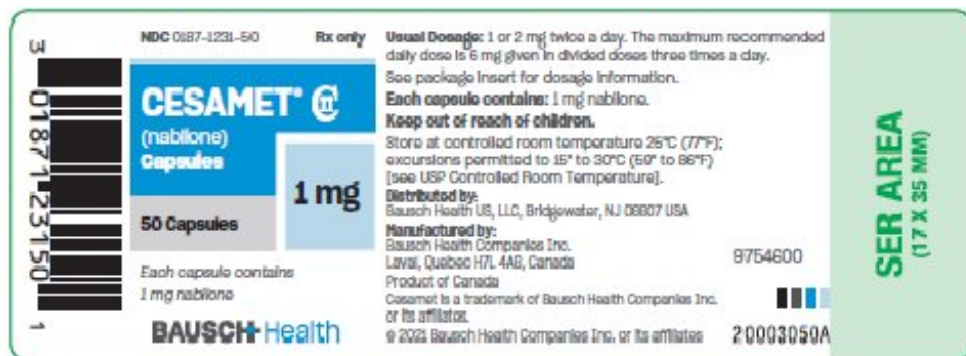 3 01871 23150 1
NDC 0187-1231-50 Rx only
CESAMET® CII
(nabilone)
Capsules
1 mg
50 Capsules
Each capsule contains
1 mg nabilone
BAUSCH+Health
Usual Dosage: 1 or 2 mg twice a day. The maximum recommended
daily dose is 6 mg given in divided doses three times a day.
See package insert for dosage information.
Each capsule contains: 1 mg nabilone.
Keep out of reach of children.
Store at controlled room temperature 25°C (77°F);
excursions permitted to 15° to 30°C (59° to 86°F)
[see USP Controlled Room Temperature].
Distributed by:
Bausch Health US, LLC, Bridgewater, NJ 08807 USA
Manufactured by:
Bausch Health Companies Inc.
Laval, Quebec H7L 4A8, Canada
Product of Canada
Cesamet is a trademark of Bausch Health Companies Inc.
or its affiliates.
© 2021 Bausch Health Companies Inc. or its affiliates
9754600
20003050A
SER AREA
(17 X 35 MM)